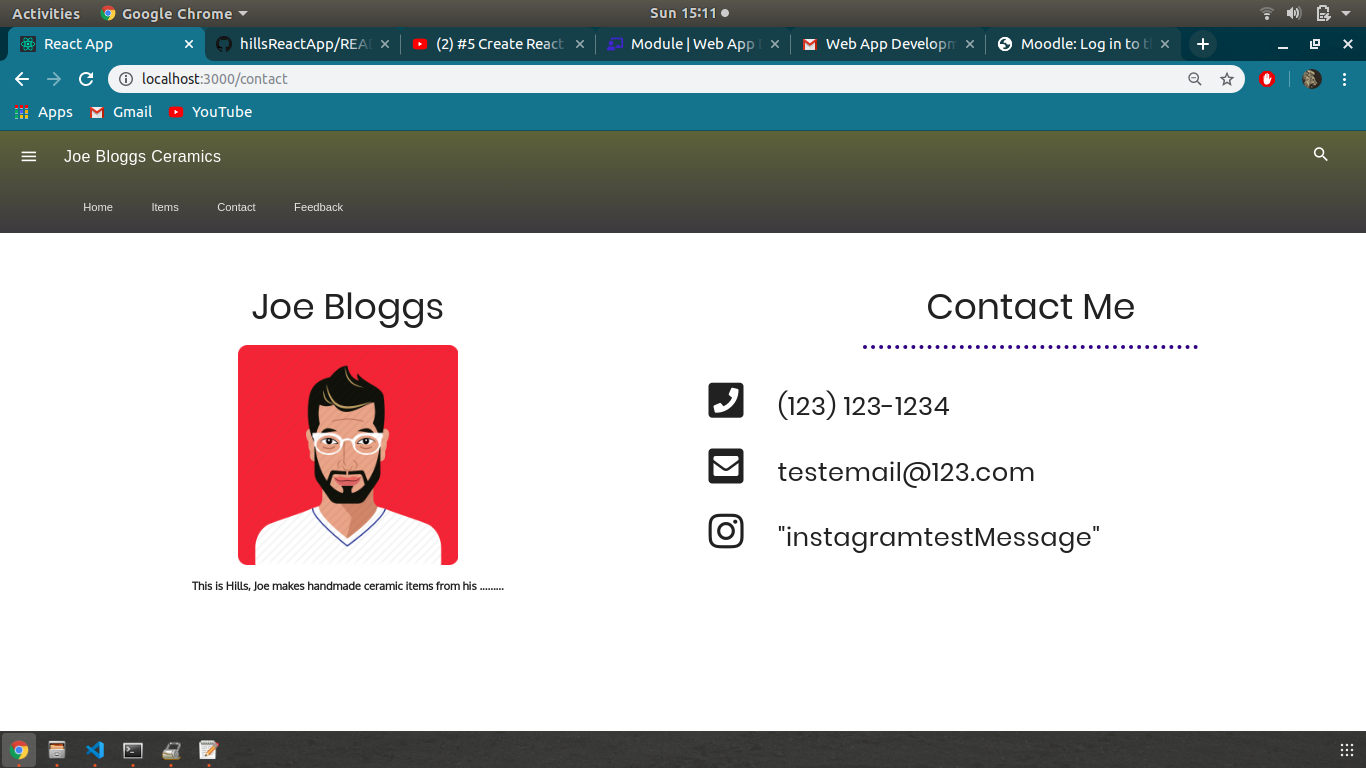 Activities Google Chrome Sun 15:11
React App hillsReactApp/REA (2) #5 Create React Module | Web App Web App Developm Moodle: Log in to t
localhost:3000/contact
Apps Gmail YouTube
Joe Bloggs Ceramics
Home Items Contact Feedback
Joe Bloggs
Contact Me
(123) 123-1234
testemail@123.com
"instagramtestMessage"
This is Hills, Joe makes handmade ceramic items from his .........